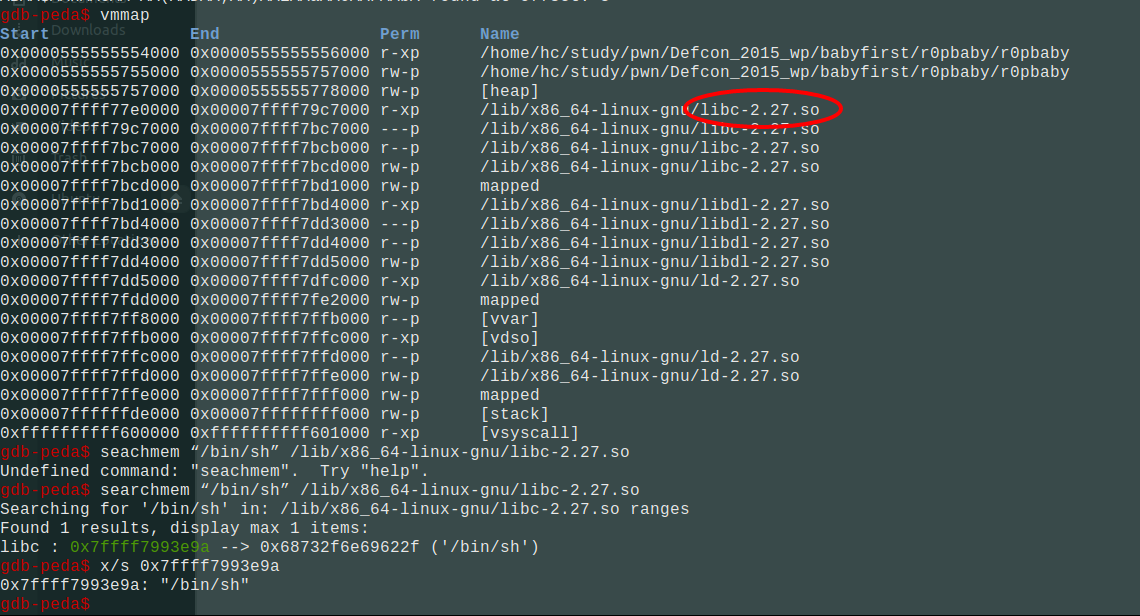 gdb-peda$ vmmap
Start End Perm Name
0x0000555555554000 0x0000555555556000 r-xp /home/hc/study/pwn/Defcon_2015_wp/babyfirst/r0pbaby/r0pbaby
0x0000555555755000 0x0000555555757000 rw-p /home/hc/study/pwn/Defcon_2015_wp/babyfirst/r0pbaby/r0pbaby
0x0000555555757000 0x0000555555778000 rw-p [heap]
0x00007ffff77e0000 0x00007ffff79c7000 r-xp /lib/x86_64-linux-gnu/libc-2.27.so
0x00007ffff79c7000 0x00007ffff7bc7000 ---p /lib/x86_64-linux-gnu/libc-2.27.so
0x00007ffff7bc7000 0x00007ffff7bcb000 r--p /lib/x86_64-linux-gnu/libc-2.27.so
0x00007ffff7bcb000 0x00007ffff7bcd000 rw-p /lib/x86_64-linux-gnu/libc-2.27.so
0x00007ffff7bcd000 0x00007ffff7bd1000 rw-p mapped
0x00007ffff7bd1000 0x00007ffff7bd4000 r-xp /lib/x86_64-linux-gnu/libdl-2.27.so
0x00007ffff7bd4000 0x00007ffff7dd3000 ---p /lib/x86_64-linux-gnu/libdl-2.27.so
0x00007ffff7dd3000 0x00007ffff7dd4000 r--p /lib/x86_64-linux-gnu/libdl-2.27.so
0x00007ffff7dd4000 0x00007ffff7dd5000 rw-p /lib/x86_64-linux-gnu/libdl-2.27.so
0x00007ffff7dd5000 0x00007ffff7dfc000 r-xp /lib/x86_64-linux-gnu/ld-2.27.so
0x00007ffff7fdd000 0x00007ffff7fe2000 rw-p mapped
0x00007ffff7ff8000 0x00007ffff7ffb000 r--p [vvar]
0x00007ffff7ffb000 0x00007ffff7ffc000 r-xp [vdso]
0x00007ffff7ffc000 0x00007ffff7ffd000 r--p /lib/x86_64-linux-gnu/ld-2.27.so
0x00007ffff7ffd000 0x00007ffff7ffe000 rw-p /lib/x86_64-linux-gnu/ld-2.27.so
0x00007ffff7ffe000 0x00007ffff7fff000 rw-p mapped
0x00007ffffffde000 0x00007ffffffff000 rw-p [stack]
0xffffffffff600000 0xffffffffff601000 r-xp [vsyscall]
gdb-peda$ seachmem “/bin/sh” /lib/x86_64-linux-gnu/libc-2.27.so
Undefined command: "seachmem".  Try "help".
gdb-peda$ searchmem “/bin/sh” /lib/x86_64-linux-gnu/libc-2.27.so
Searching for '/bin/sh' in: /lib/x86_64-linux-gnu/libc-2.27.so ranges
Found 1 results, display max 1 items:
libc : 0x7ffff7993e9a --> 0x68732f6e69622f ('/bin/sh')
gdb-peda$ x/s 0x7ffff7993e9a
0x7ffff7993e9a: "/bin/sh"
gdb-peda$